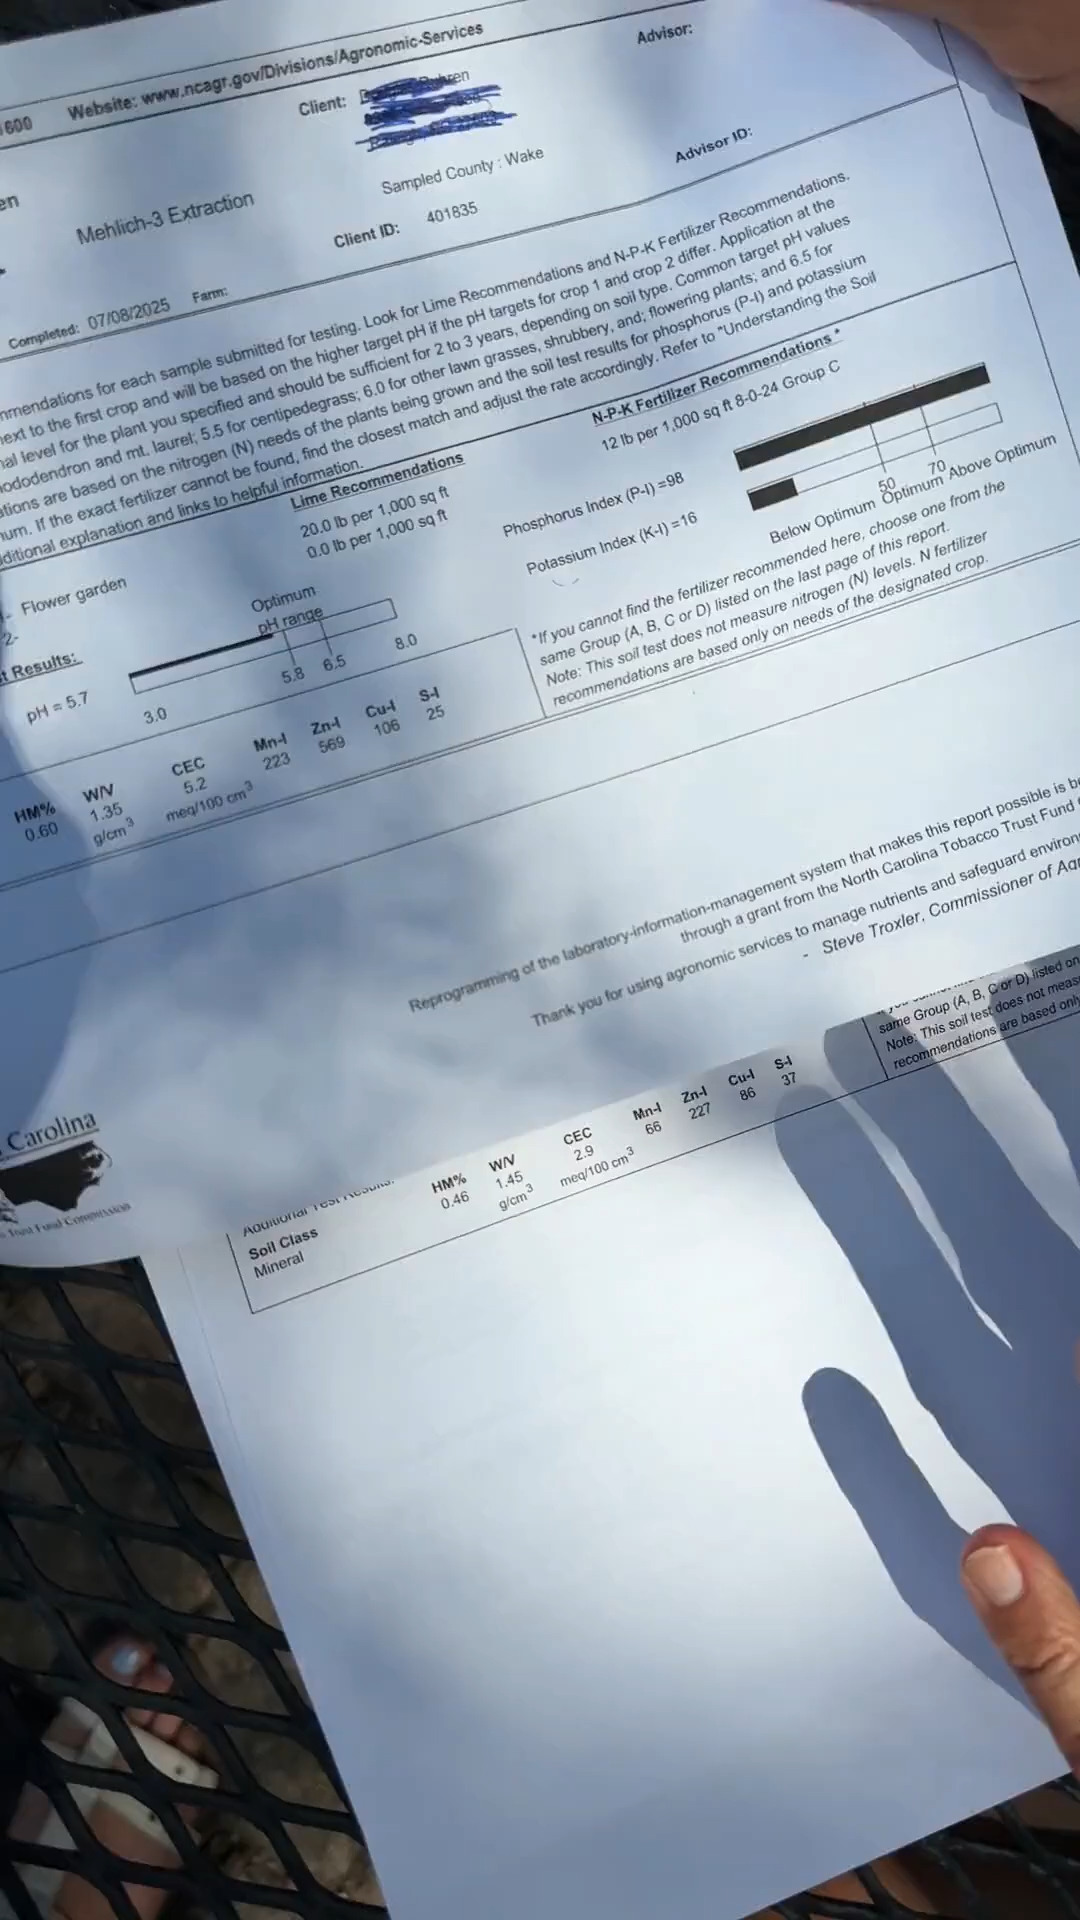 600 Website: www.ncagr.gov/Divisions/Agronomic-Services
Advisor:
Client:
Mehlich-3 Extraction
Sampled County : Wake
Advisor ID:
Client ID: 401835
Completed: 07/08/2025 Farm:
mmendations for each sample submitted for testing. Look for Lime Recommendations and N-P-K Fertilizer Recommendations.
next to the first crop and will be based on the higher target pH if the pH targets for crop 1 and crop 2 differ. Application at the
level for the plant you specified and should be sufficient for 2 to 3 years, depending on soil type. Common target pH values
ododendron and mt. laurel; 5.5 for centipedegrass; 6.0 for other lawn grasses, shrubbery, and; flowering plants; and 6.5 for
ations are based on the nitrogen (N) needs of the plants being grown and the soil test results for phosphorus (P-I) and potassium
um. If the exact fertilizer cannot be found, find the closest match and adjust the rate accordingly. Refer to "Understanding the Soil
ditional explanation and links to helpful information.
Lime Recommendations
N-P-K Fertilizer Recommendations *
20.0 lb per 1,000 sq ft
12 lb per 1,000 sq ft 8-0-24 Group C
0.0 lb per 1,000 sq ft
- Flower garden
2-
t Results:
pH = 5.7
Optimum
pH range
3.0 5.8 6.5 8.0
Phosphorus Index (P-I) =98
Potassium Index (K-I) =16
50 70
Below Optimum Optimum Above Optimum
*If you cannot find the fertilizer recommended here, choose one from the
same Group (A, B, C or D) listed on the last page of this report.
Note: This soil test does not measure nitrogen (N) levels. N fertilizer
recommendations are based only on needs of the designated crop.
HM% W/V CEC Mn-I Zn-I Cu-I S-I
0.60 1.35 5.2 223 569 106 25
g/cm3 meq/100 cm3
Reprogramming of the laboratory-information-management system that makes this report possible is be
through a grant from the North Carolina Tobacco Trust Fund
Thank you for using agronomic services to manage nutrients and safeguard environ
- Steve Troxler, Commissioner of Agr
Carolina
Trust Fund Commission
same Group (A, B, C or D) listed on
Note: This soil test does not meas
recommendations are based only
Additional Test Results:
Soil Class HM% W/V CEC Mn-I Zn-I Cu-I S-I
Mineral 0.46 1.45 2.9 66 227 86 37
g/cm3 meq/100 cm3